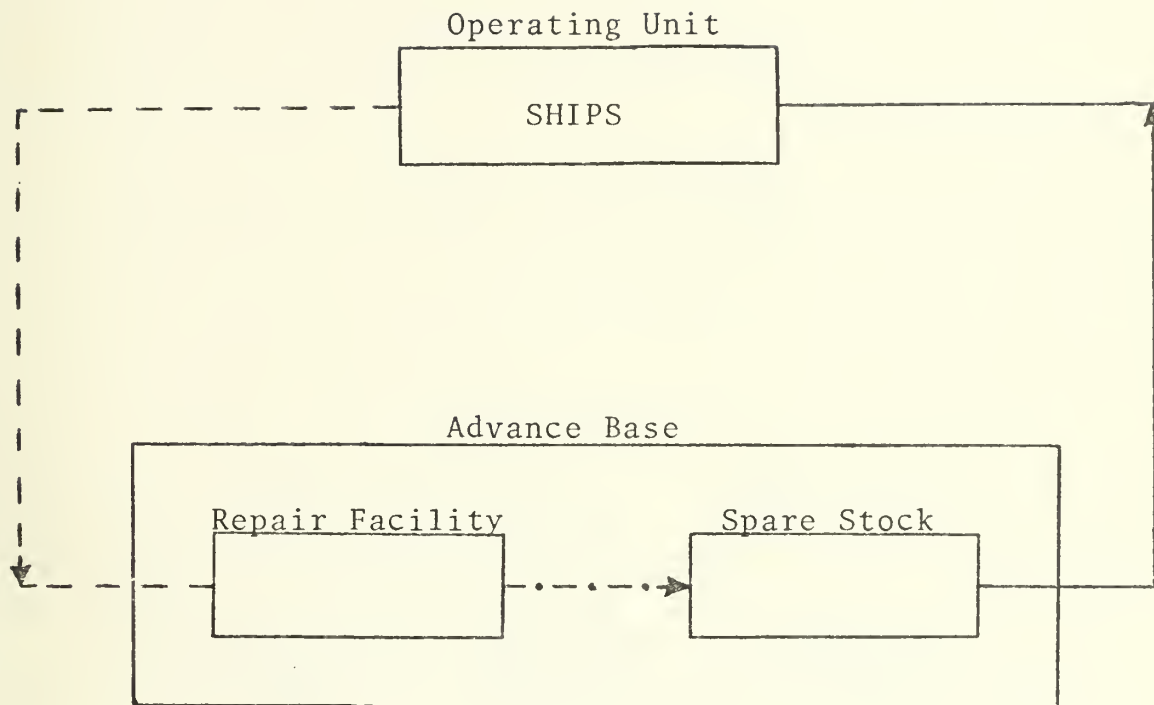 Operating Unit
SHIPS
Advance Base
Repair Facility
Spare Stock